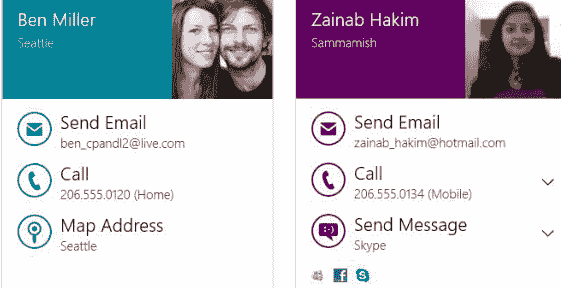 Ben Miller
Seattle
Send Email
ben_cpandl2@live.com
Call
206.555.0120 (Home)
Map Address
Seattle
Zainab Hakim
Sammamish
Send Email
zainab_hakim@hotmail.com
Call
206.555.0134 (Mobile)
Send Message
Skype